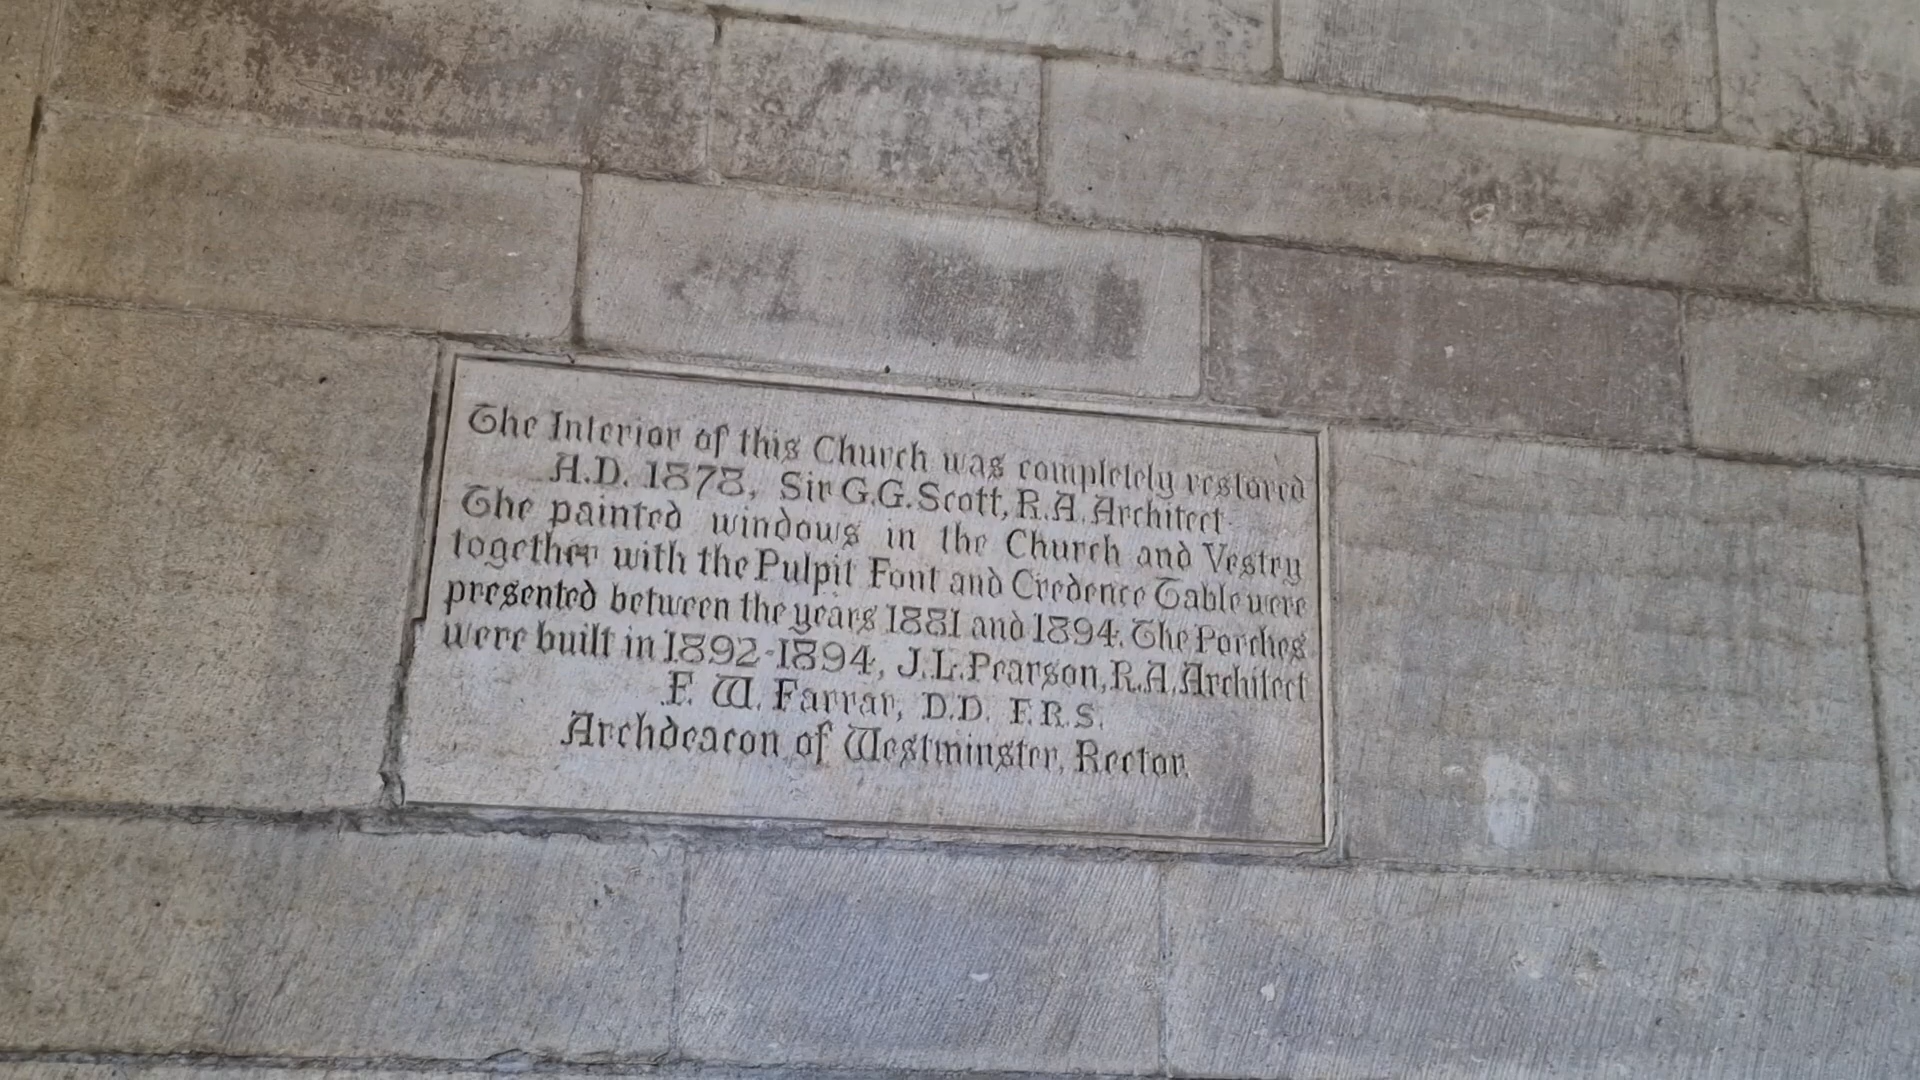 The Interior of this Church was completely restored
A.D. 1878, Sir G.G. Scott, R.A. Architect.
The painted windows in the Church and Vestry
together with the Pulpit Font and Credence Table were
presented between the years 1881 and 1894. The Porches
were built in 1892-1894, J.L. Pearson, R.A. Architect
F. W. Farrar, D.D. F.R.S.
Archdeacon of Westminster, Rector.